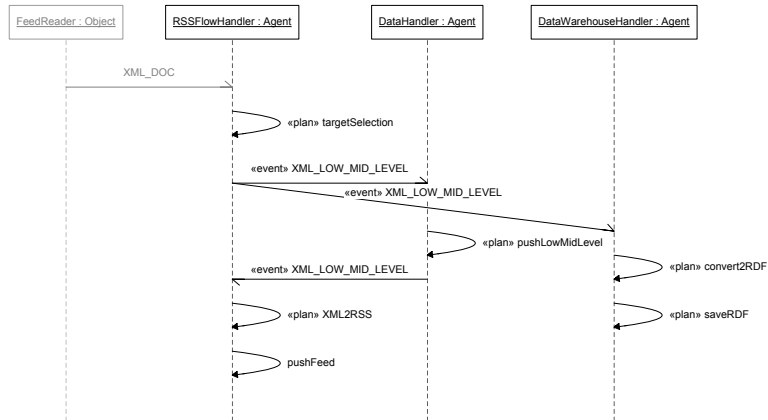 FeedReader : Object
RSSFlowHandler : Agent
DataHandler : Agent
DataWarehouseHandler : Agent
XML_DOC
«plan» targetSelection
«event» XML_LOW_MID_LEVEL
«event» XML_LOW_MID_LEVEL
«plan» pushLowMidLevel
«event» XML_LOW_MID_LEVEL
«plan» convert2RDF
«plan» XML2RSS
«plan» saveRDF
pushFeed